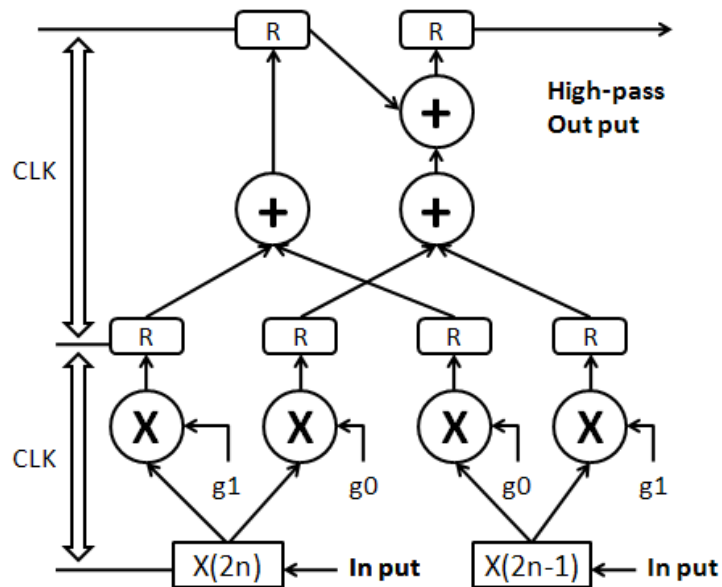 R
R
High-pass
Out put
+
CLK
+
+
R
R
R
R
X
X
X
X
CLK
g1
g0
g0
g1
X(2n)
In put
X(2n-1)
In put